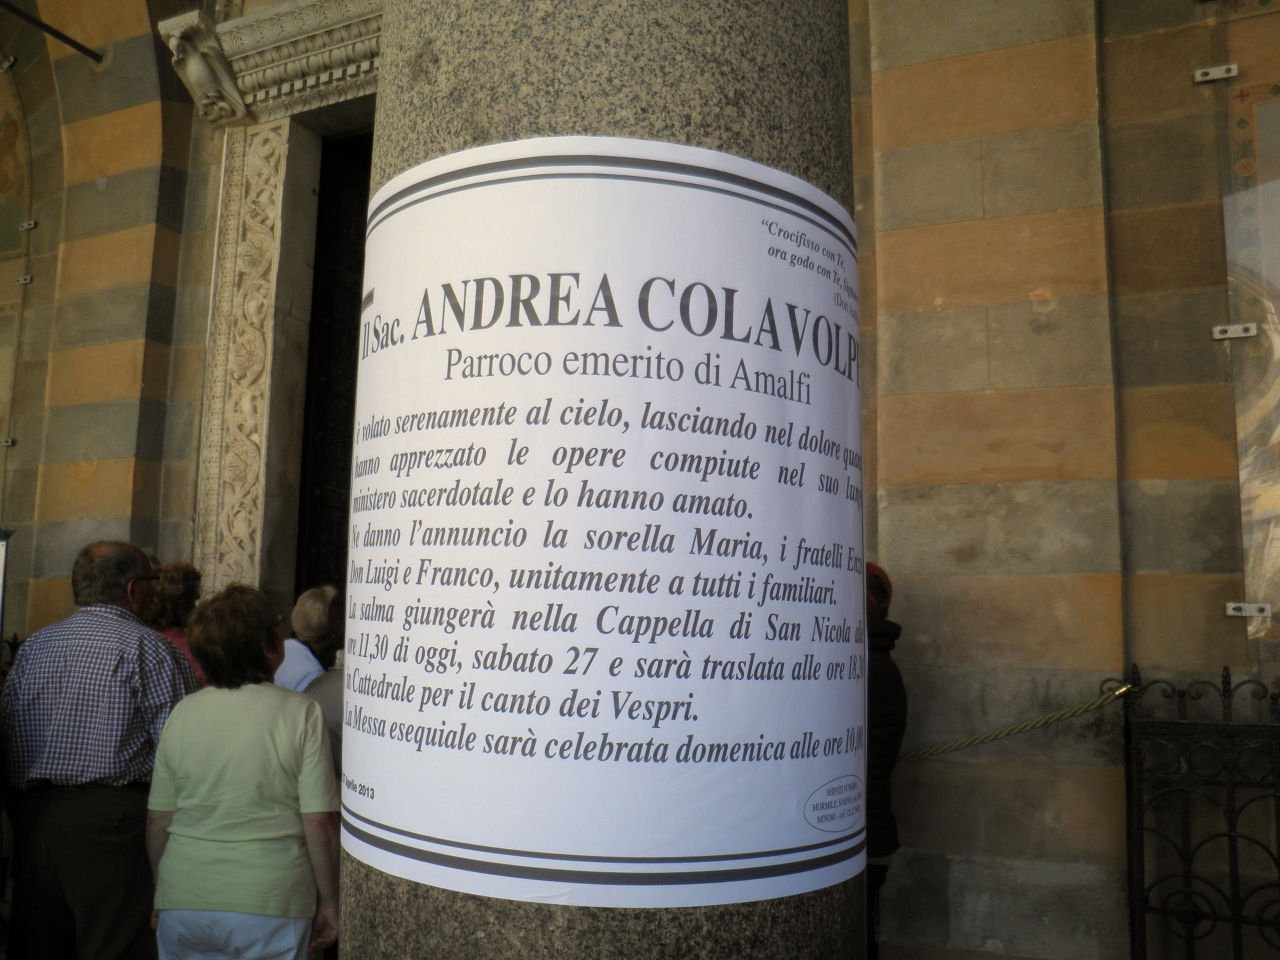 "Crocifisso con Te,
ora godo con Te,
Il Sac. ANDREA COLAVOLP
Parroco emerito di Amalfi
è volato serenamente al cielo, lasciando nel dolore
hanno apprezzato le opere compiute nel suo
ministero sacerdotale e lo hanno amato.
Ne danno l'annuncio la sorella Maria, i fratelli
Don Luigi e Franco, unitamente a tutti i familiari.
La salma giungerà nella Cappella di San Nicola
ore 11,30 di oggi, sabato 27 e sarà traslata alle ore
in Cattedrale per il canto dei Vespri.
La Messa esequiale sarà celebrata domenica alle ore
Aprile 2013